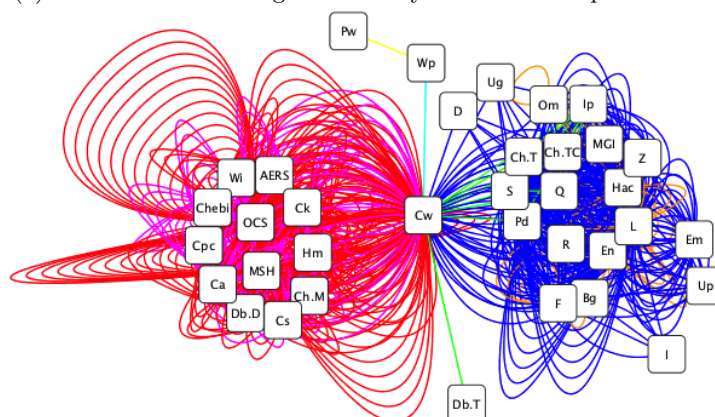 Pw
Wp
Ug
D
Om
Ip
Ch.T
Ch.TC
MGI
Z
Wi
AERS
S
Q
Hac
Chebi
OCS
Ck
Cw
Pd
L
Cpc
Hm
R
En
Em
Ca
MSH
Ch.M
Up
Db.D
Cs
F
Bg
I
Db.T